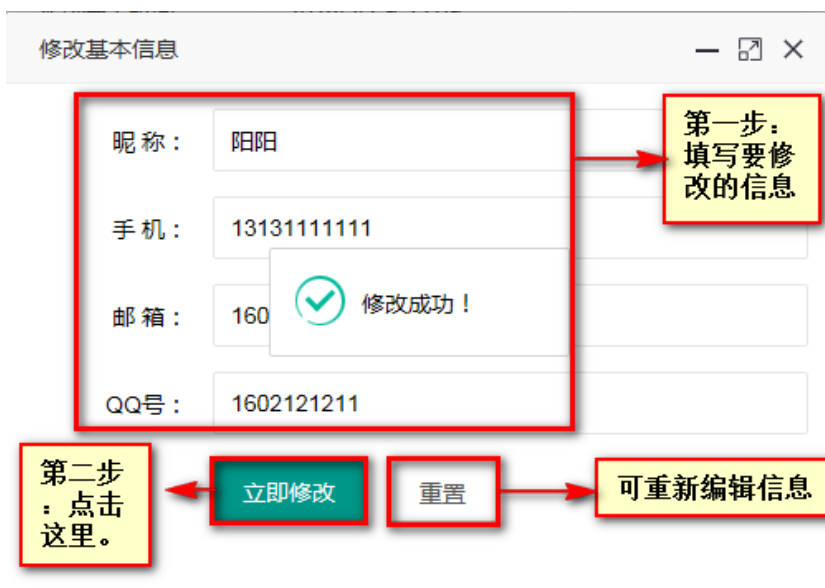 修改基本信息
昵 称：
阳阳
第一步：
填写要修
改的信息
手 机：
13131111111
修改成功！
邮 箱：
160
QQ号：
1602121211
第二步
：点击
这里。
立即修改
重置
可重新编辑信息